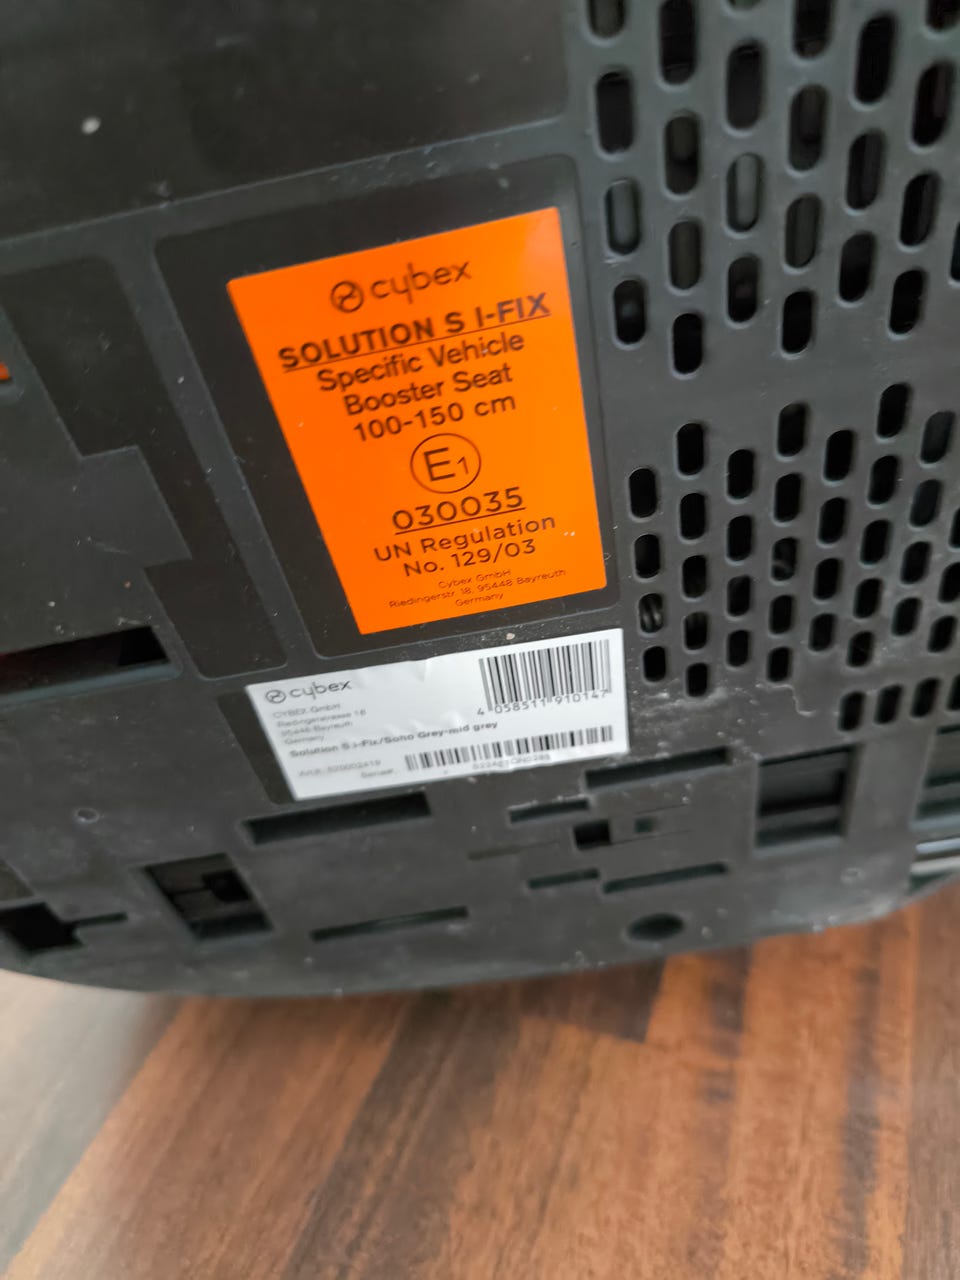 cybex
SOLUTION S I-FIX
Specific Vehicle
Booster Seat
100-150 cm
E1
030035
UN Regulation
No. 129/03
Cybex GmbH
Riedingerstr. 18, 95448 Bayreuth
Germany
cybex
CYBEX GmbH
Riedingerstrasse 18
95448 Bayreuth
Germany
4 058511 910147
Solution S i-Fix/Soho Grey-mid grey
520002419